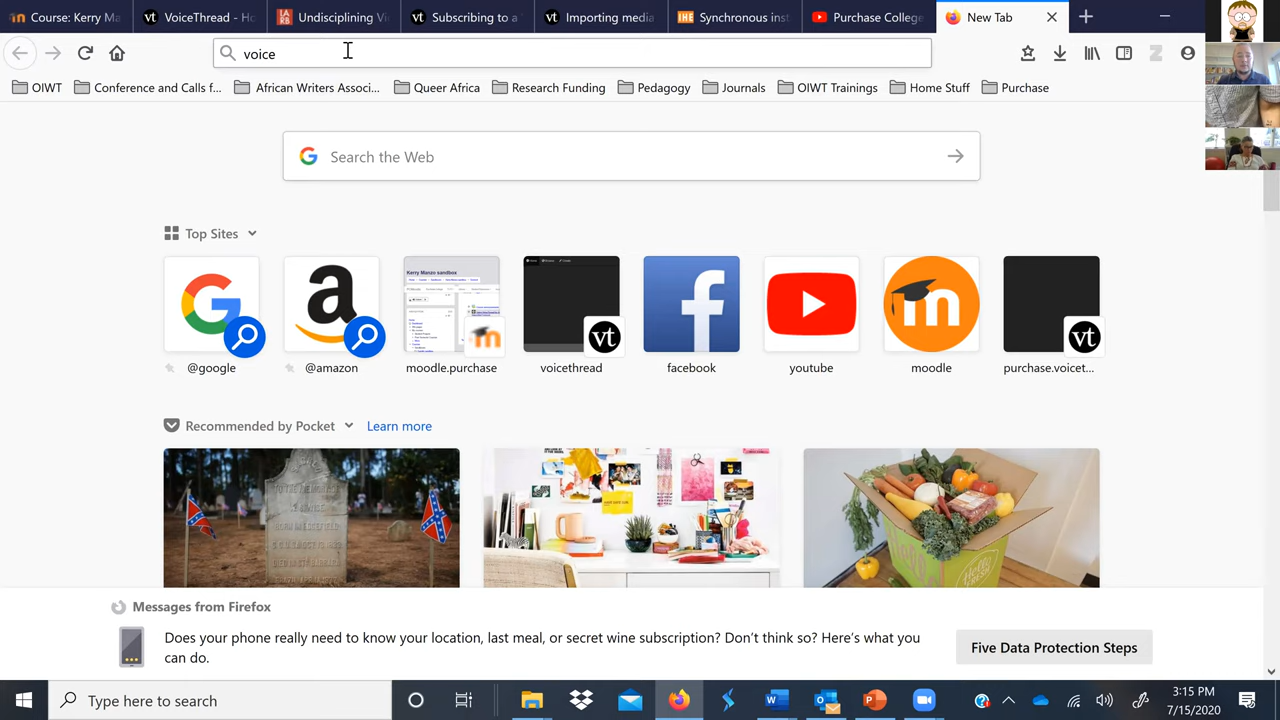 Course: Kerry Ma
VoiceThread - Ho
Undisciplining Vi
Subscribing to a
Importing media
Synchronous inst
Purchase College
New Tab
voice
OIWT
Conference and Calls f...
African Writers Associ...
Queer Africa
Research Funding
Pedagogy
Journals
OIWT Trainings
Home Stuff
Purchase
Search the Web
Top Sites
@google
@amazon
moodle.purchase
voicethread
facebook
youtube
moodle
purchase.voicet...
Recommended by Pocket
Learn more
Messages from Firefox
Does your phone really need to know your location, last meal, or secret wine subscription? Don't think so? Here's what you
can do.
Five Data Protection Steps
Type here to search
3:15 PM
7/15/2020